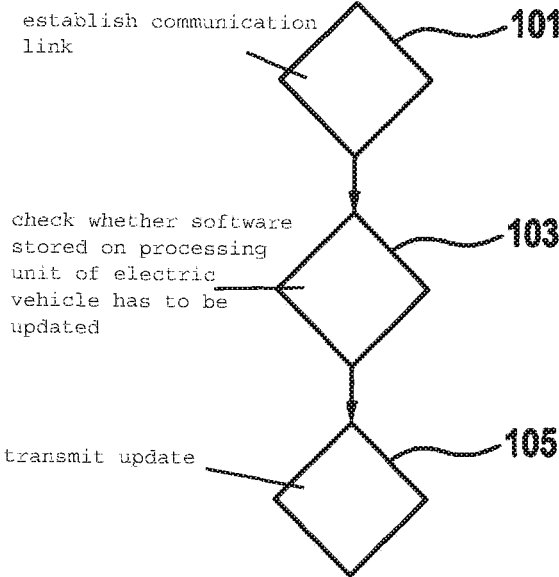 establish communication
link
101
check whether software
stored on processing
unit of electric
vehicle has to be
updated
103
transmit update
105